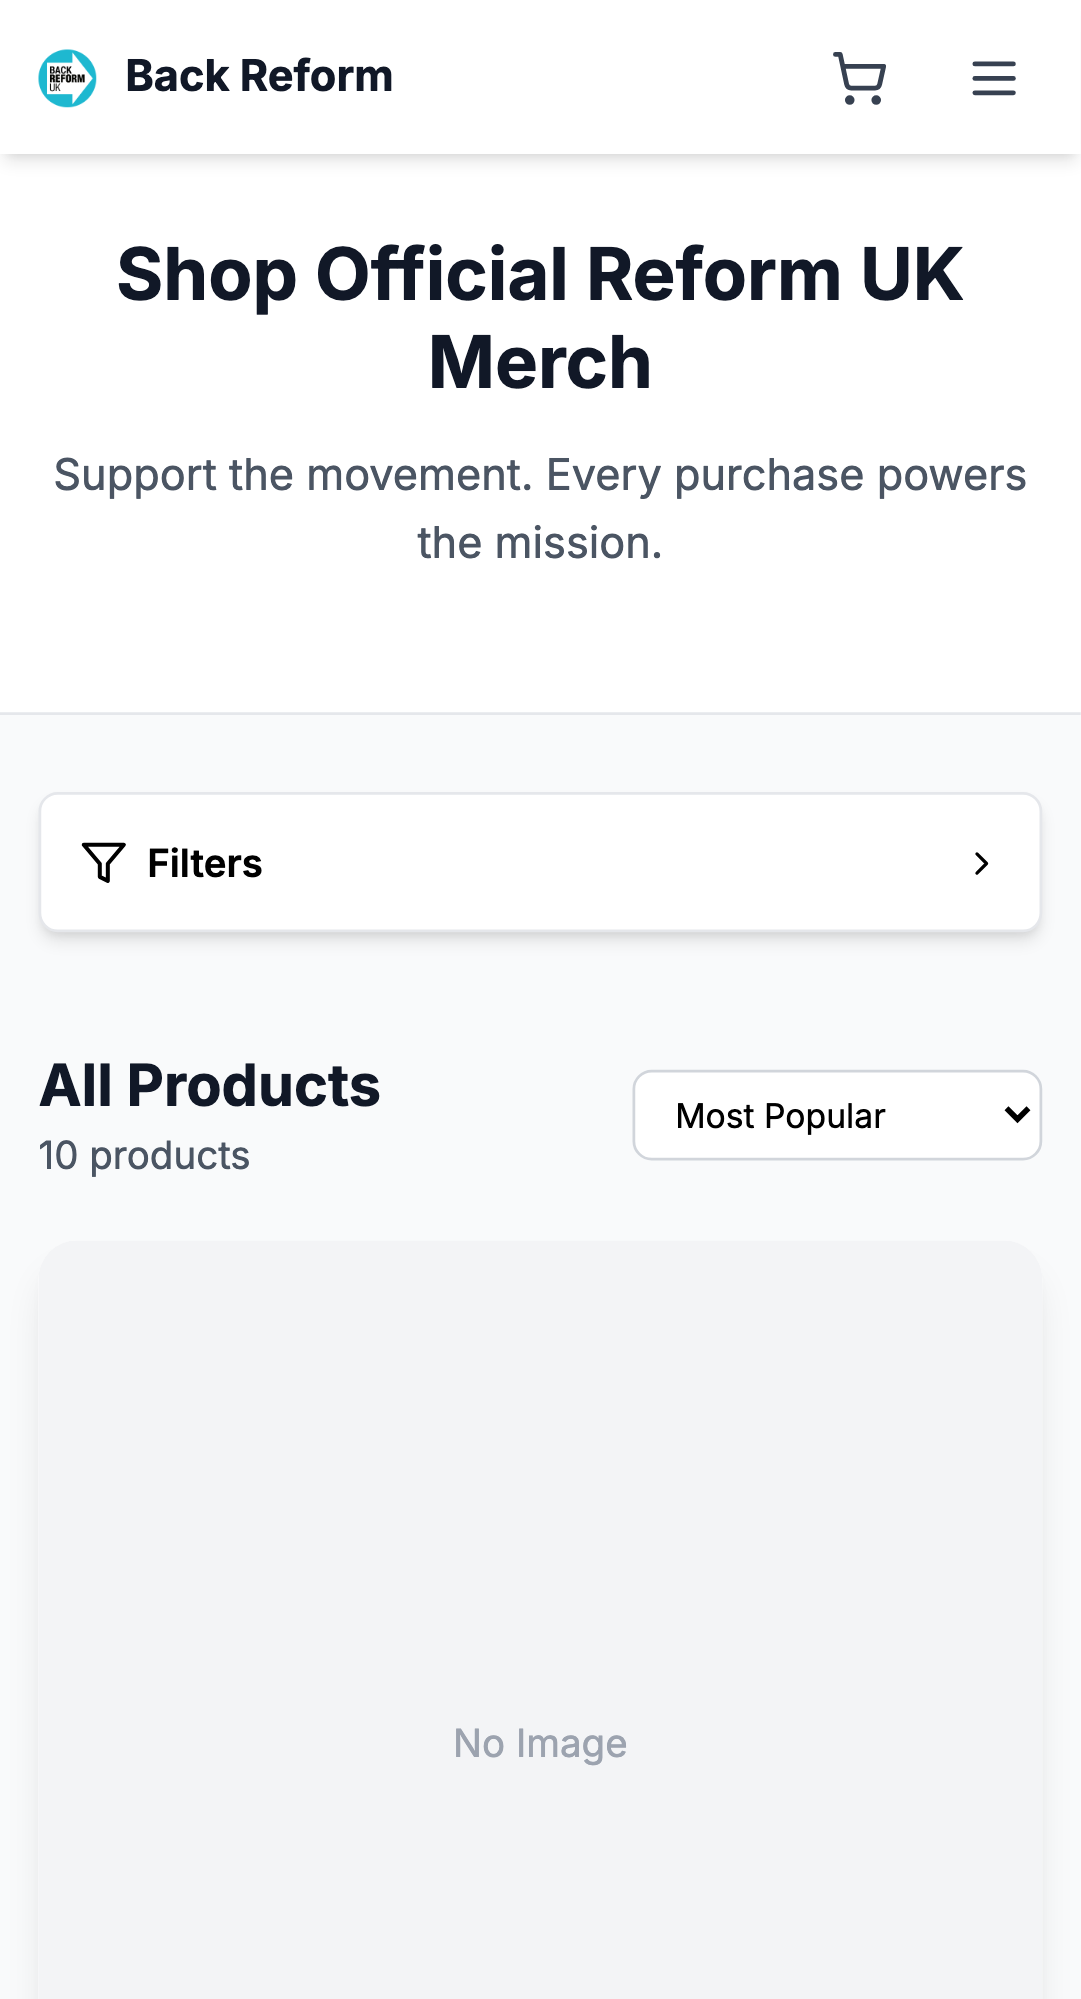 BACK
REFORM
UK
Back Reform
Shop Official Reform UK
Merch
Support the movement. Every purchase powers
the mission.
Filters
All Products
10 products
Most Popular
No Image